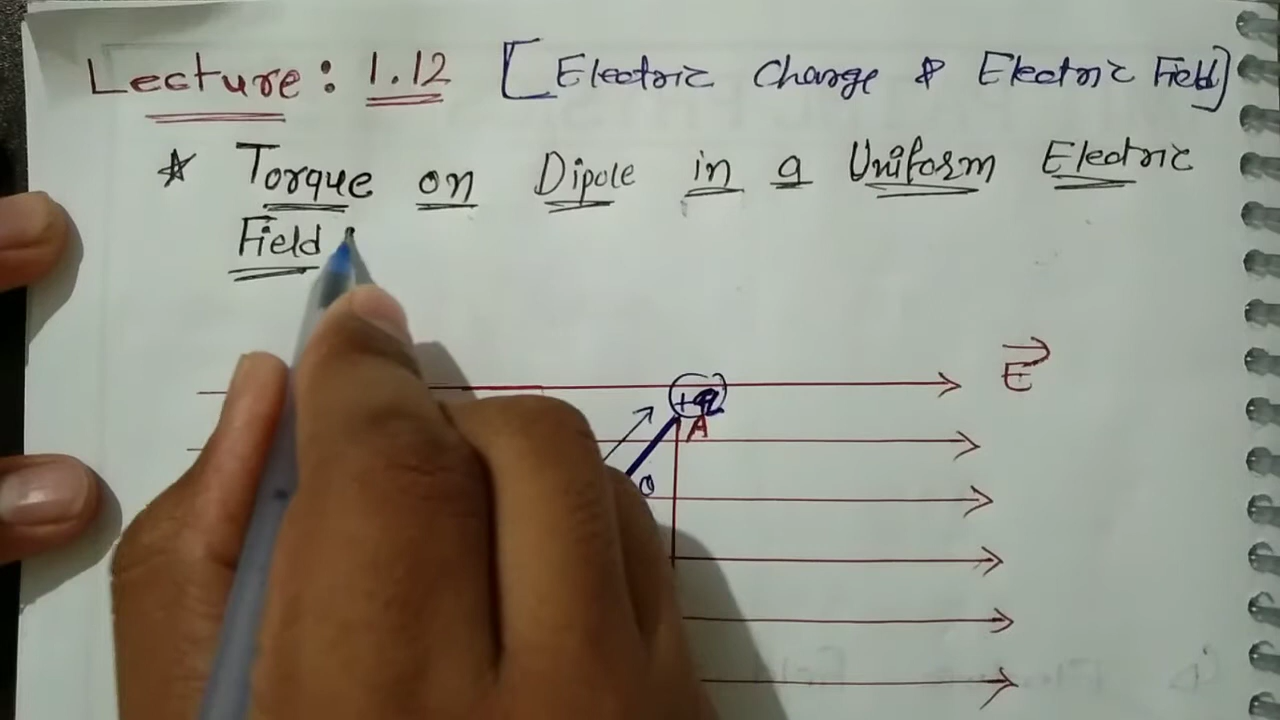 Lecture: 1.12 [Electric Charge & Electric Field]
* Torque on Dipole in a Uniform Electric
Field
E
+q
A